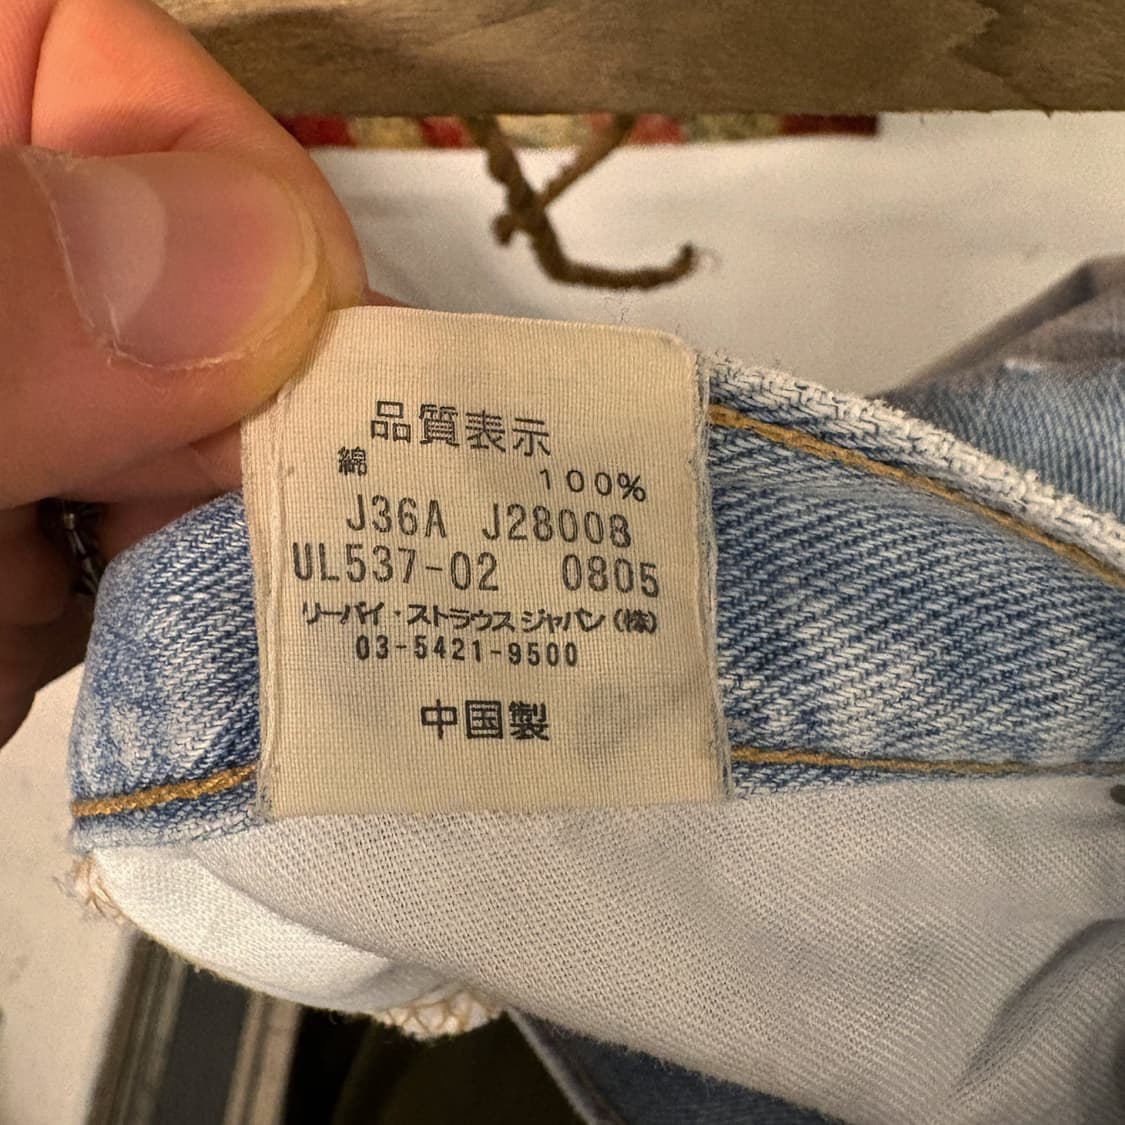 品質表示
綿 100%
J36A J28008
UL537-02 0805
リーバイ・ストラウス ジャパン(株)
03-5421-9500
中国製